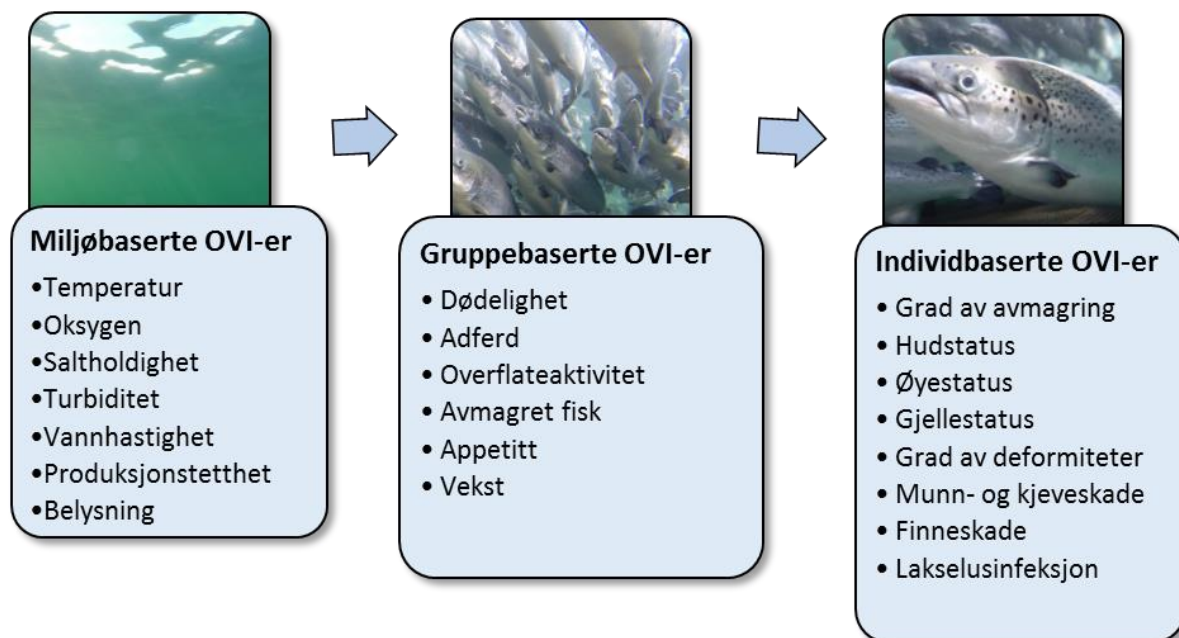 Miljøbaserte OVI-er
•Temperatur
•Oksygen
•Saltholdighet
•Turbiditet
•Vannhastighet
•Produksjonstetthet
•Belysning
Gruppebaserte OVI-er
• Dødelighet
• Adferd
• Overflateaktivitet
• Avmagret fisk
• Appetitt
• Vekst
Individbaserte OVI-er
• Grad av avmagring
• Hudstatus
• Øyestatus
• Gjellestatus
• Grad av deformiteter
• Munn- og kjeveskade
• Finneskade
• Lakselusinfeksjon